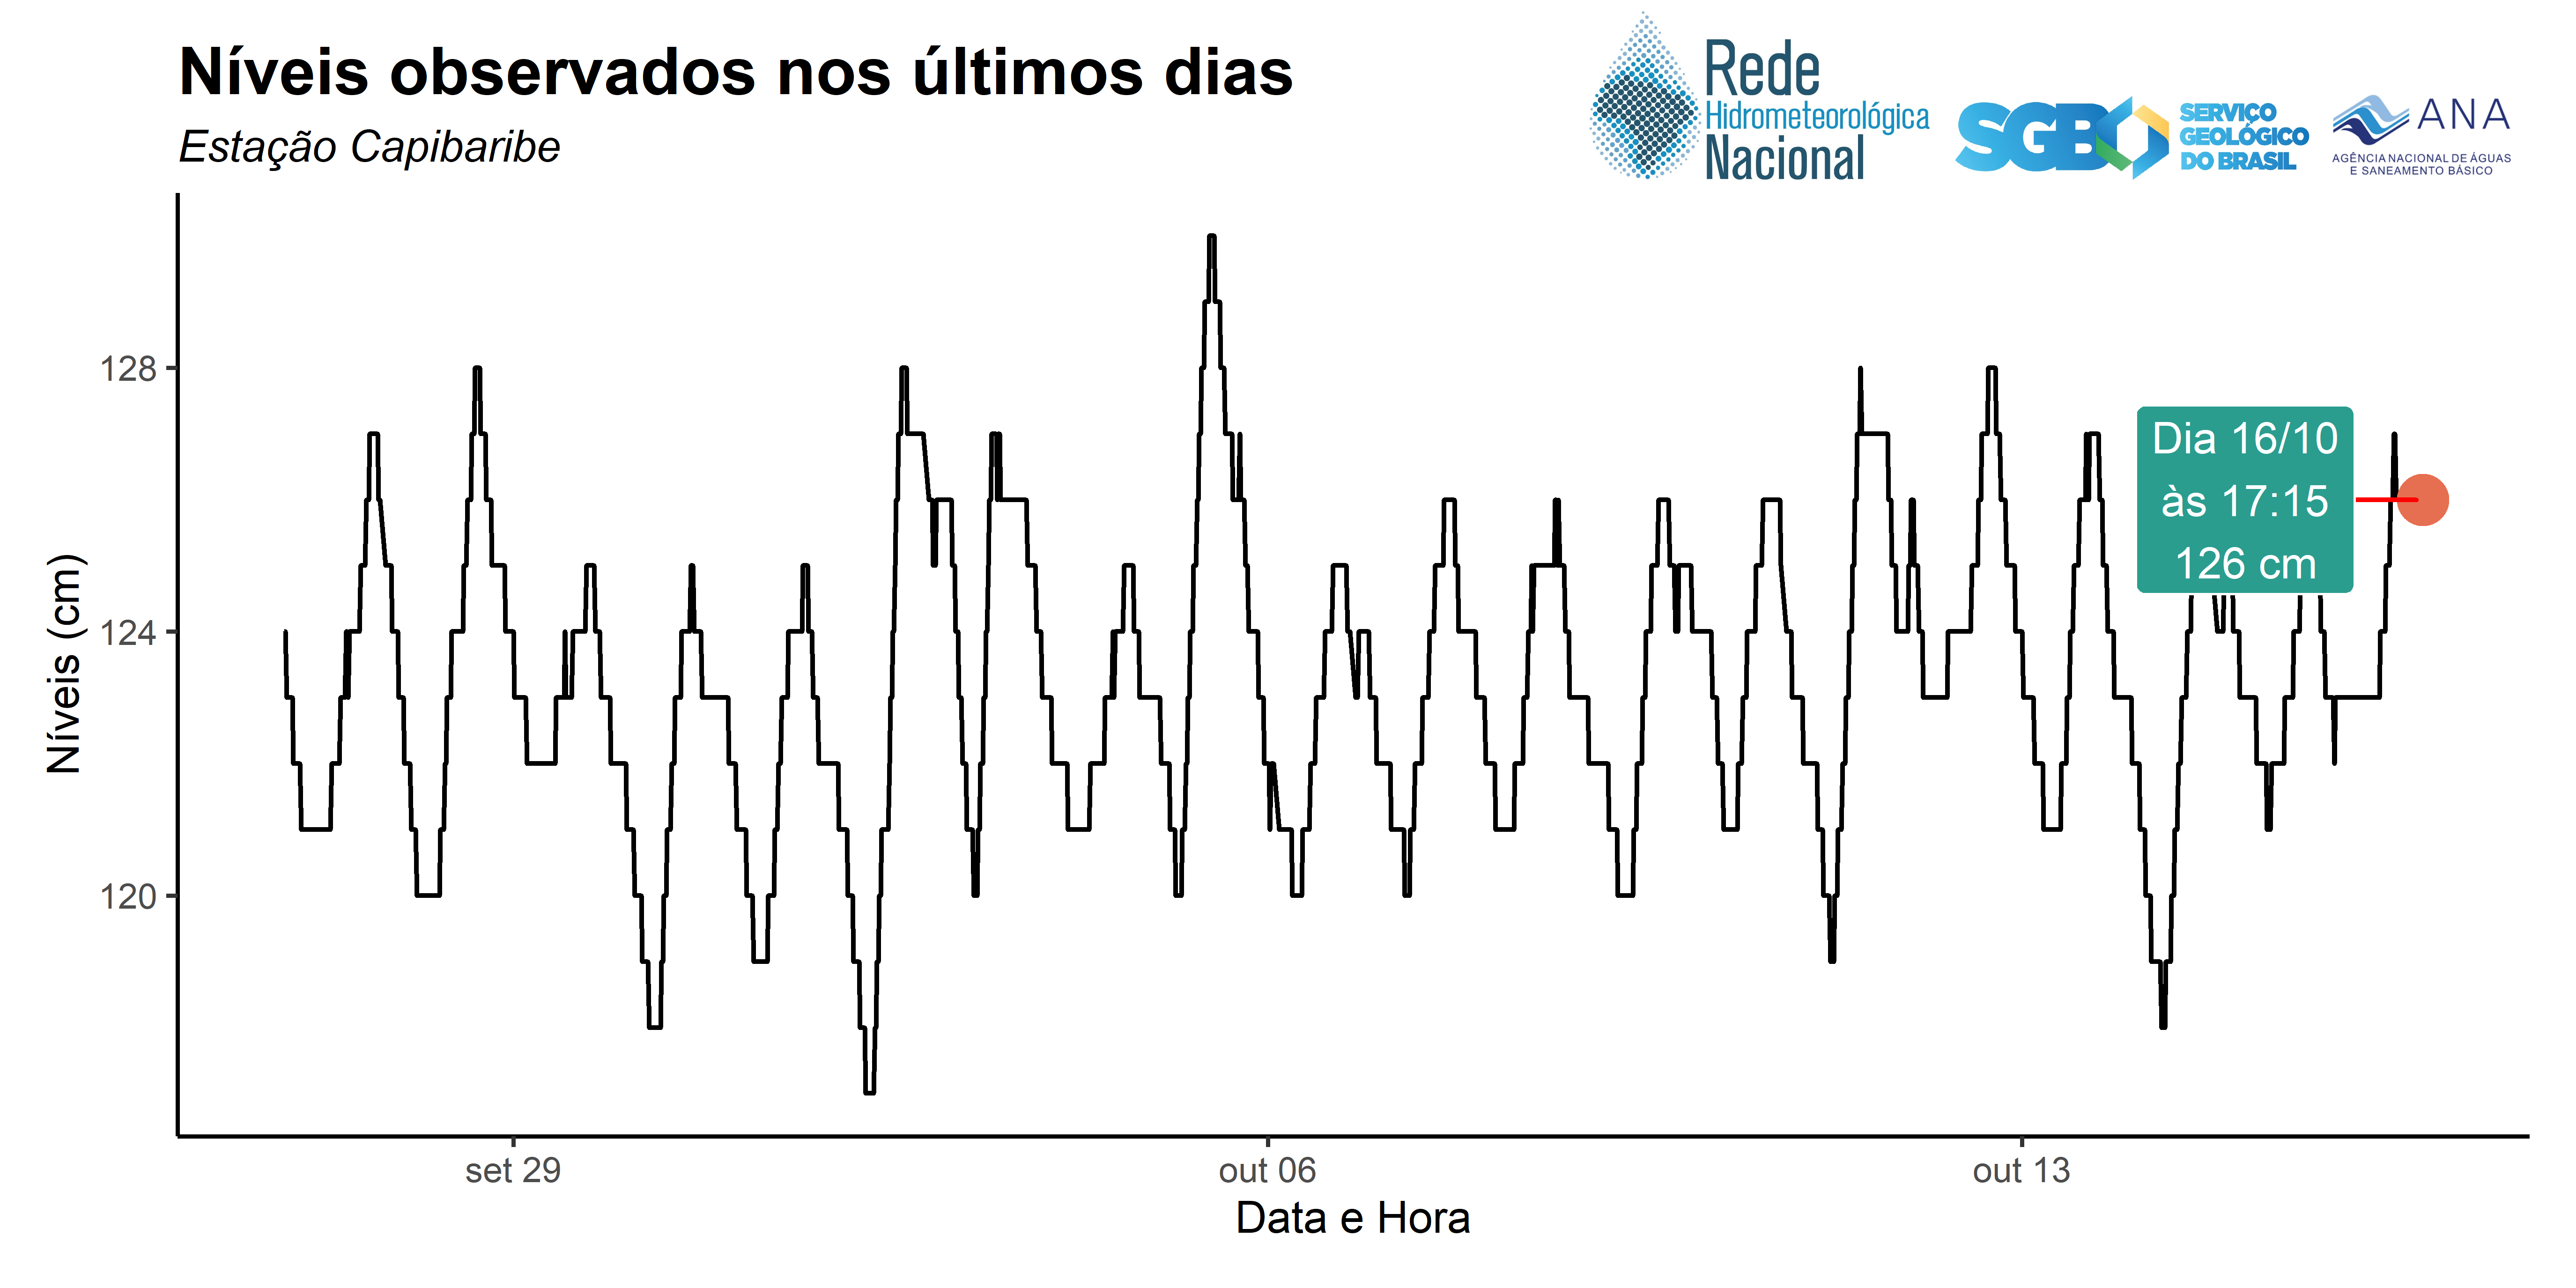 Níveis observados nos últimos dias
Estação Capibaribe
Rede
Hidrometeorológica
Nacional
SGB
SERVIÇO
GEOLÓGICO
DO BRASIL
ANA
AGÊNCIA NACIONAL DE ÁGUAS
E SANEAMENTO BÁSICO
Níveis (cm)
128
124
120
Dia 16/10
às 17:15
126 cm
set 29
out 06
out 13
Data e Hora